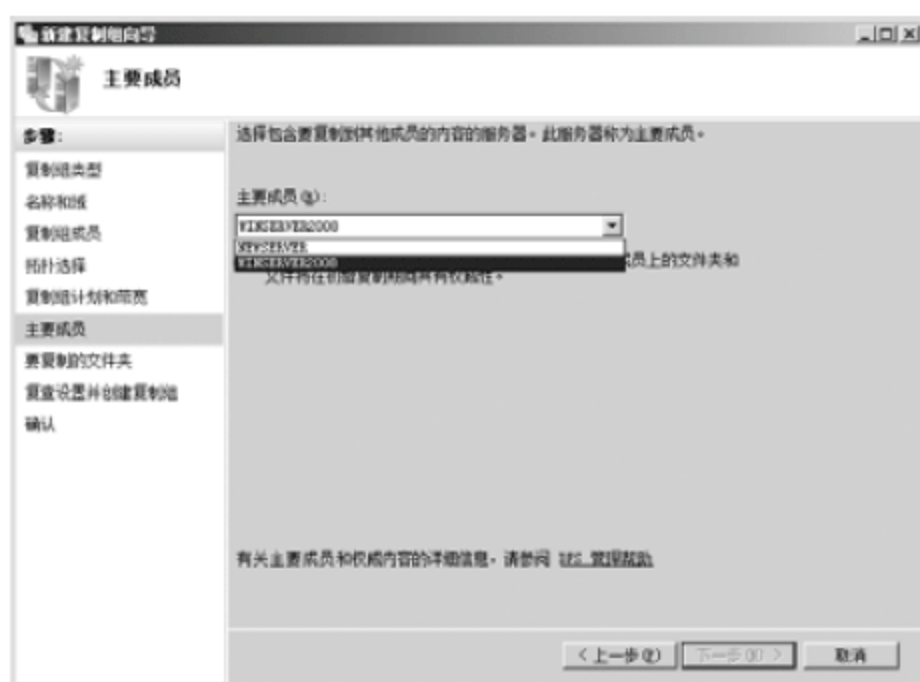 新建复制组向导
主要成员
步骤:
复制组类型
名称和域
复制组成员
拓扑选择
复制组计划和带宽
主要成员
要复制的文件夹
复查设置并创建复制组
确认
选择包含要复制到其他成员的内容的服务器。此服务器称为主要成员。
主要成员
WINSERVER2008
NEWSERVER
WINSERVER2008
成员上的文件夹和
文件将在初始复制期间具有权威性。
有关主要成员和权威内容的详细信息，请参阅 DFS 管理帮助
< 上一步(P)
下一步(N) >
取消